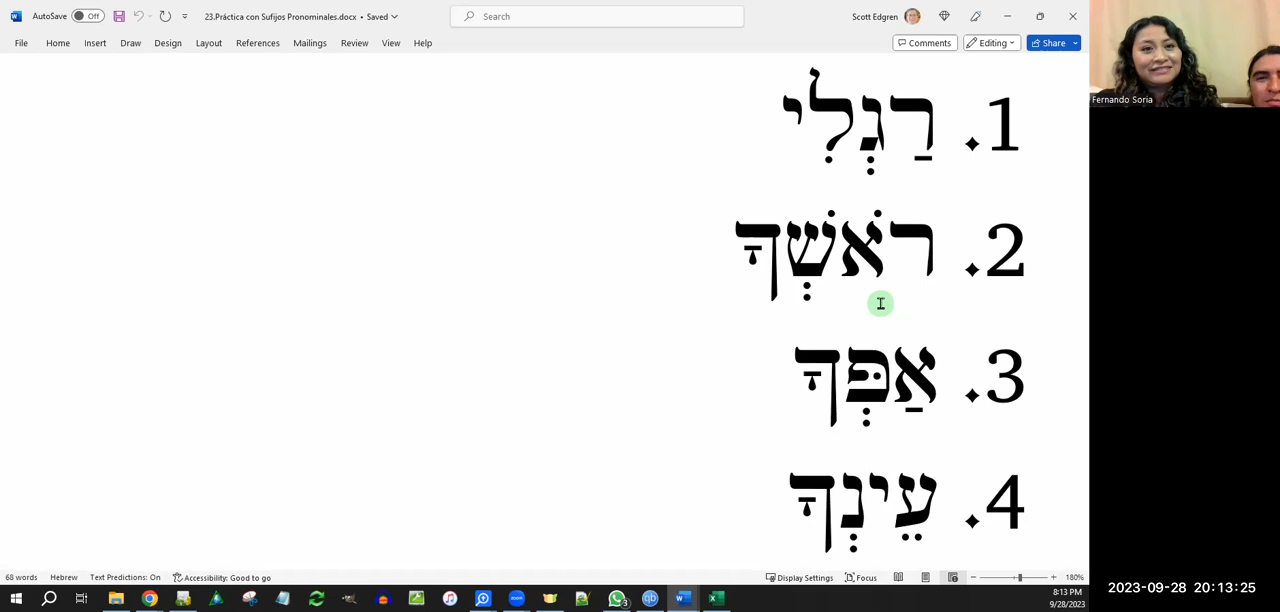 AutoSave Off 23.Práctica con Sufijos Pronominales.docx • Saved Search Scott Edgren
File Home Insert Draw Design Layout References Mailings Review View Help Comments Editing Share
Fernando Soria
1. רַגְלִי
2. רֹאשְׁךָ
3. אַפְּךָ
4. עֵינְךָ
68 words Hebrew Text Predictions: On Accessibility: Good to go Display Settings Focus 180%
3
8:13 PM
9/28/2023
2023-09-28 20:13:25